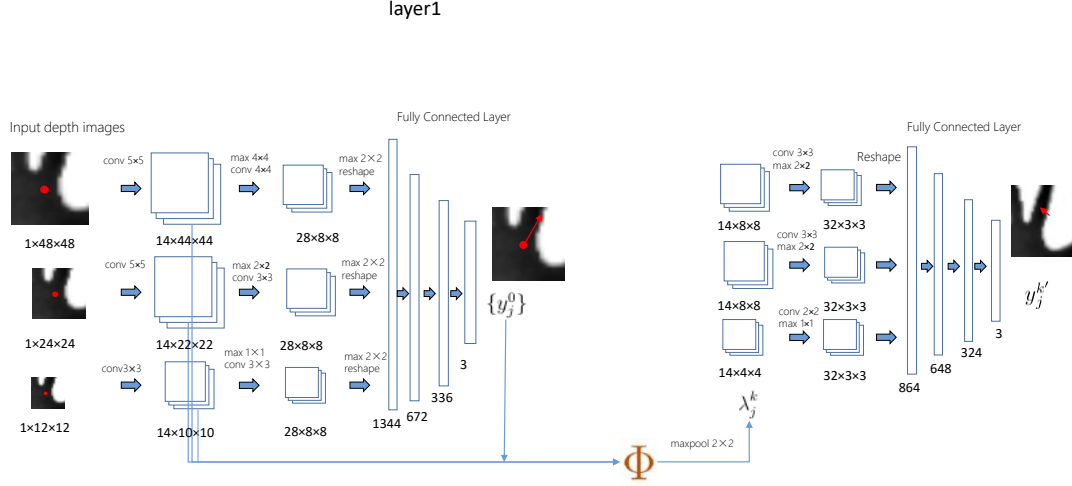 layer1
Input depth images
Fully Connected Layer
conv 5×5
max 4×4
conv 4×4
max 2×2
reshape
1×48×48
14×44×44
28×8×8
conv 5×5
max 2×2
conv 3×3
max 2×2
reshape
1×24×24
14×22×22
28×8×8
conv3×3
max 1×1
conv 3×3
max 2×2
reshape
1×12×12
14×10×10
28×8×8
1344
672
336
3
{y_j^0}
Φ
maxpool 2×2
λ_j^k
Fully Connected Layer
conv 3×3
max 2×2
Reshape
14×8×8
32×3×3
conv 3×3
max 2×2
14×8×8
32×3×3
conv 2×2
max 1×1
14×4×4
32×3×3
864
648
324
3
y_j^{k'}